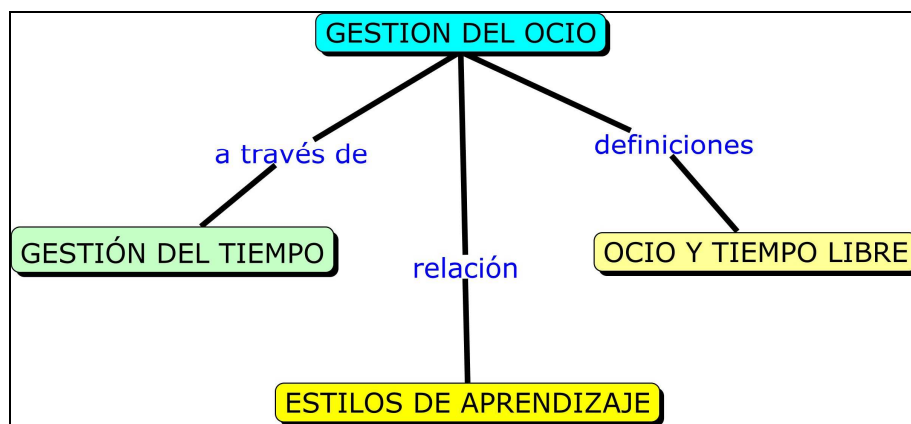 GESTION DEL OCIO
a través de
definiciones
GESTIÓN DEL TIEMPO
OCIO Y TIEMPO LIBRE
relación
ESTILOS DE APRENDIZAJE